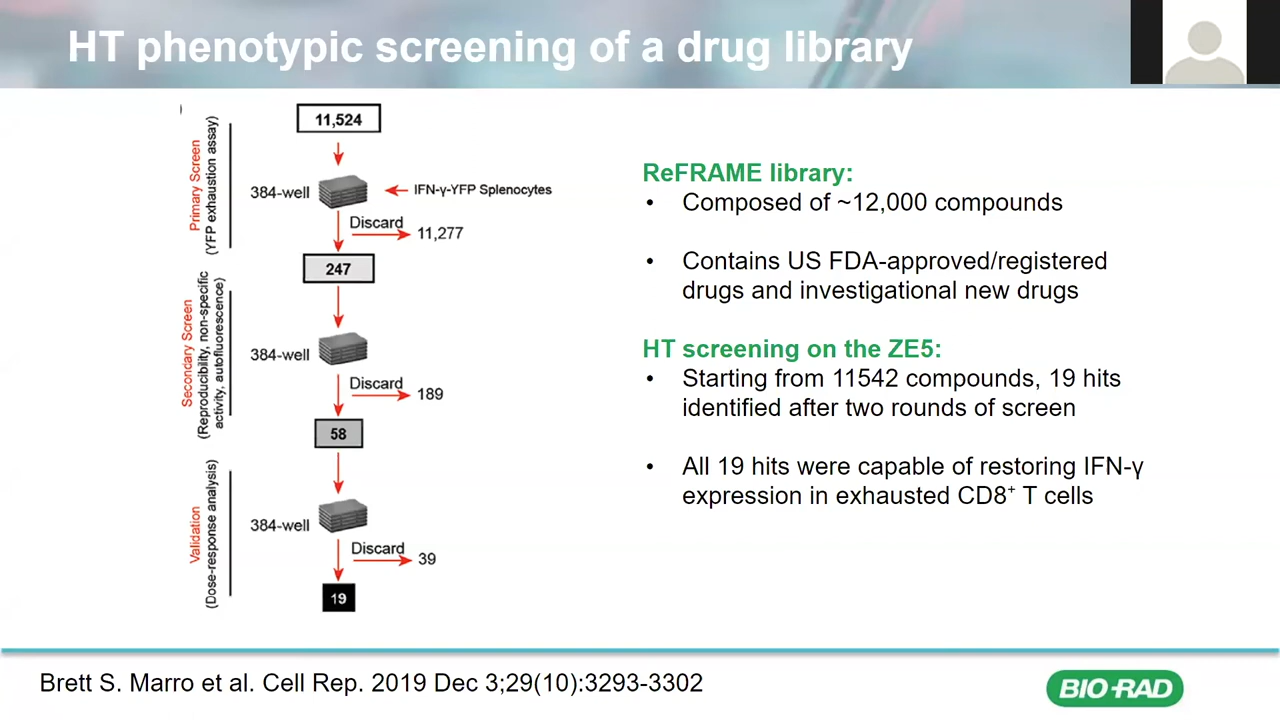 HT phenotypic screening of a drug library
11,524
Primary Screen
(YFP exhaustion assay)
384-well
IFN-γ-YFP Splenocytes
Discard
11,277
247
Secondary Screen
(Reproducibility, non-specific
activity, autofluorescence)
384-well
Discard
189
58
Validation
(Dose-response analysis)
384-well
Discard
39
19
ReFRAME library:
• Composed of ~12,000 compounds
• Contains US FDA-approved/registered
drugs and investigational new drugs
HT screening on the ZE5:
• Starting from 11542 compounds, 19 hits
identified after two rounds of screen
• All 19 hits were capable of restoring IFN-γ
expression in exhausted CD8⁺ T cells
Brett S. Marro et al. Cell Rep. 2019 Dec 3;29(10):3293-3302
BIO-RAD